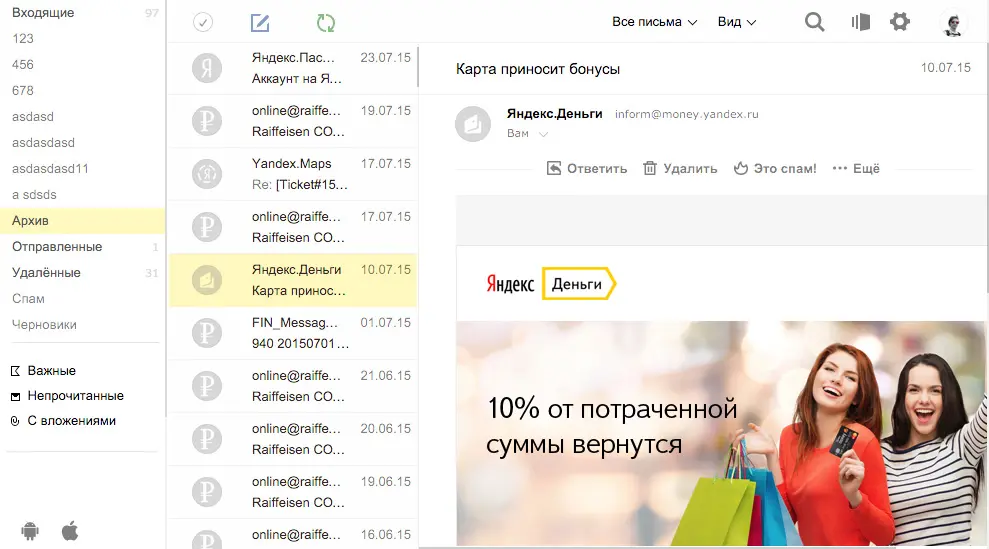 Входящие 97
123
456
678
asdasd
asdasdasd
asdasdasd11
a sdsds
Архив
Отправленные 1
Удалённые 31
Спам
Черновики
Важные
Непрочитанные
С вложениями
Все письма Вид
Яндекс.Пас... 23.07.15
Аккаунт на Я...
online@raiffe... 19.07.15
Raiffeisen CO...
Yandex.Maps 17.07.15
Re: [Ticket#15...
online@raiffe... 17.07.15
Raiffeisen CO...
Яндекс.Деньги 10.07.15
Карта принос...
FIN_Messag... 01.07.15
940 20150701...
online@raiffe... 21.06.15
Raiffeisen CO...
online@raiffe... 20.06.15
Raiffeisen CO...
online@raiffe... 19.06.15
Raiffeisen CO...
online@raiffe... 16.06.15
Карта приносит бонусы 10.07.15
Яндекс.Деньги inform@money.yandex.ru
Вам
Ответить Удалить Это спам! Ещё
Яндекс Деньги
10% от потраченной
суммы вернутся